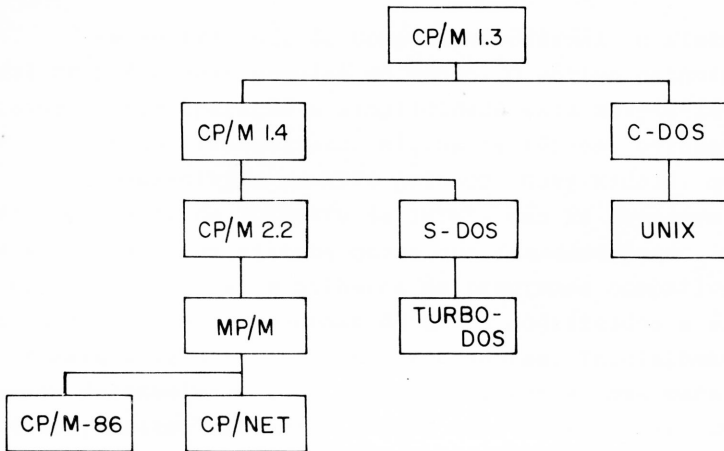 CP/M 1.3
CP/M 1.4
C-DOS
CP/M 2.2
S-DOS
UNIX
MP/M
TURBO-
DOS
CP/M-86
CP/NET